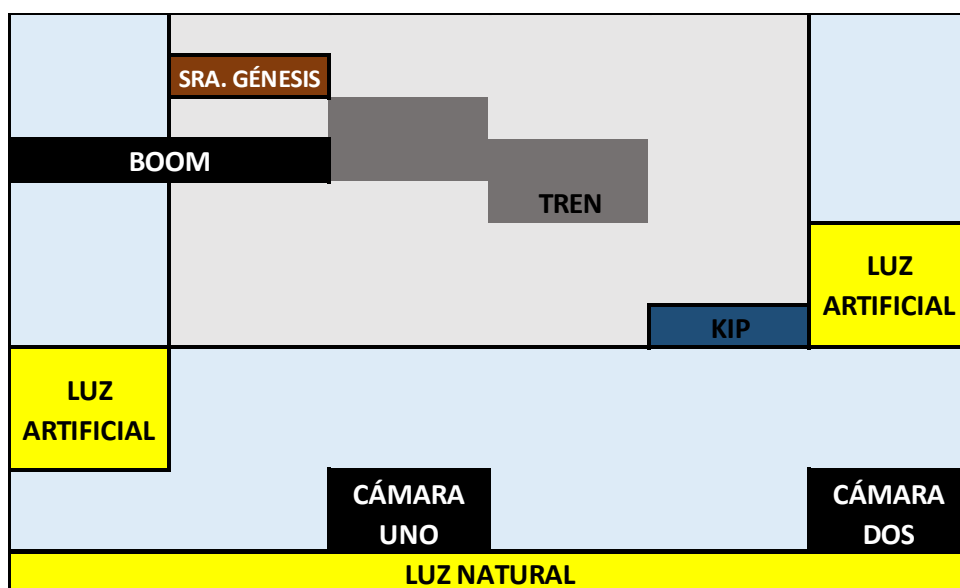 SRA. GÉNESIS
BOOM
TREN
LUZ
ARTIFICIAL
KIP
LUZ
ARTIFICIAL
CÁMARA
UNO
CÁMARA
DOS
LUZ NATURAL